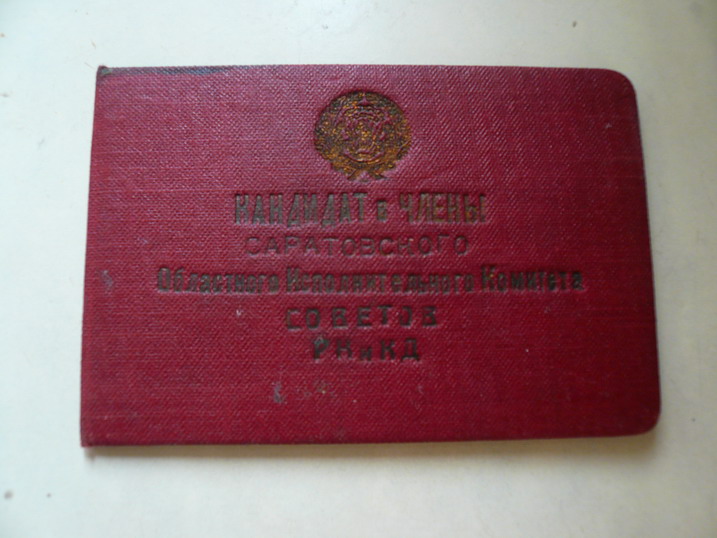 КАНДИДАТ в ЧЛЕНЫ
САРАТОВСКОГО
Областного Исполнительного Комитета
СОВЕТОВ
РКиКД